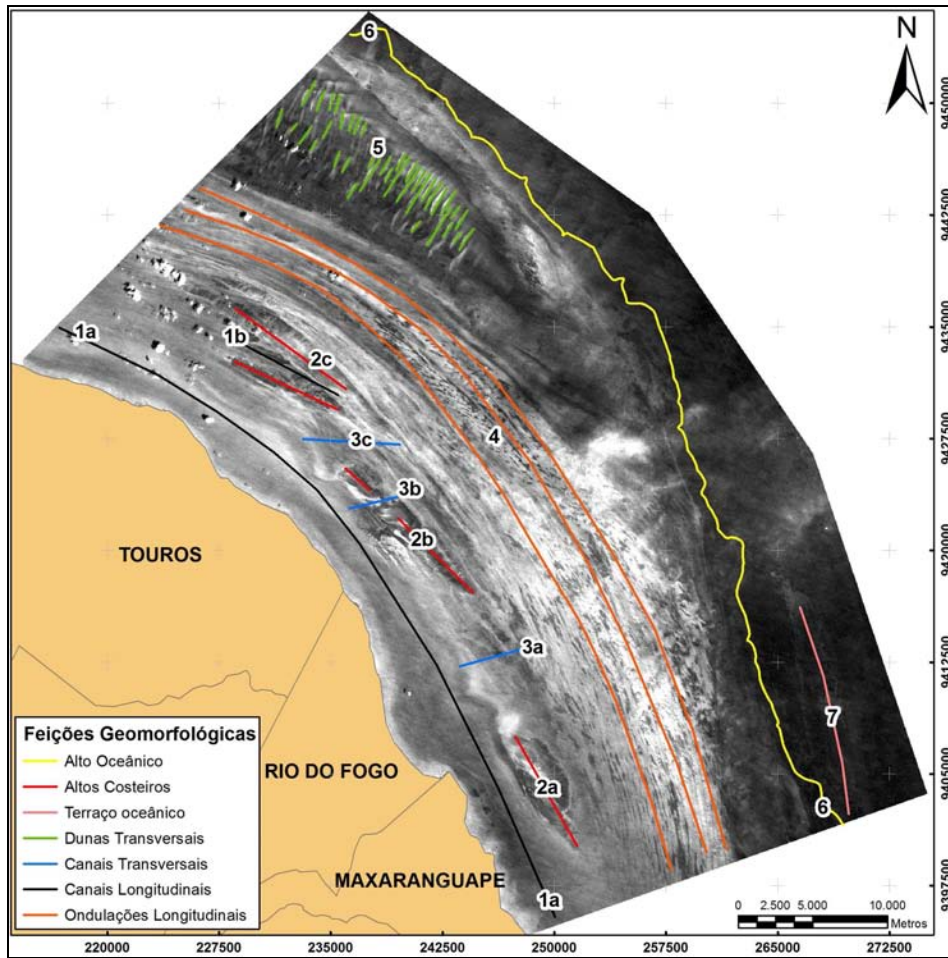 6
N
9450000
5
9442500
1a
1b
2c
9435000
4
3c
9427500
3b
2b
TOUROS
9420000
3a
9412500
7
Feições Geomorfológicas
Alto Oceânico
Altos Costeiros
Terraço oceânico
Dunas Transversais
Canais Transversais
Canais Longitudinais
Ondulações Longitudinais
RIO DO FOGO
2a
9405000
6
MAXARANGUAPE
1a
9397500
0 2.500 5.000 10.000
Metros
220000 227500 235000 242500 250000 257500 265000 272500